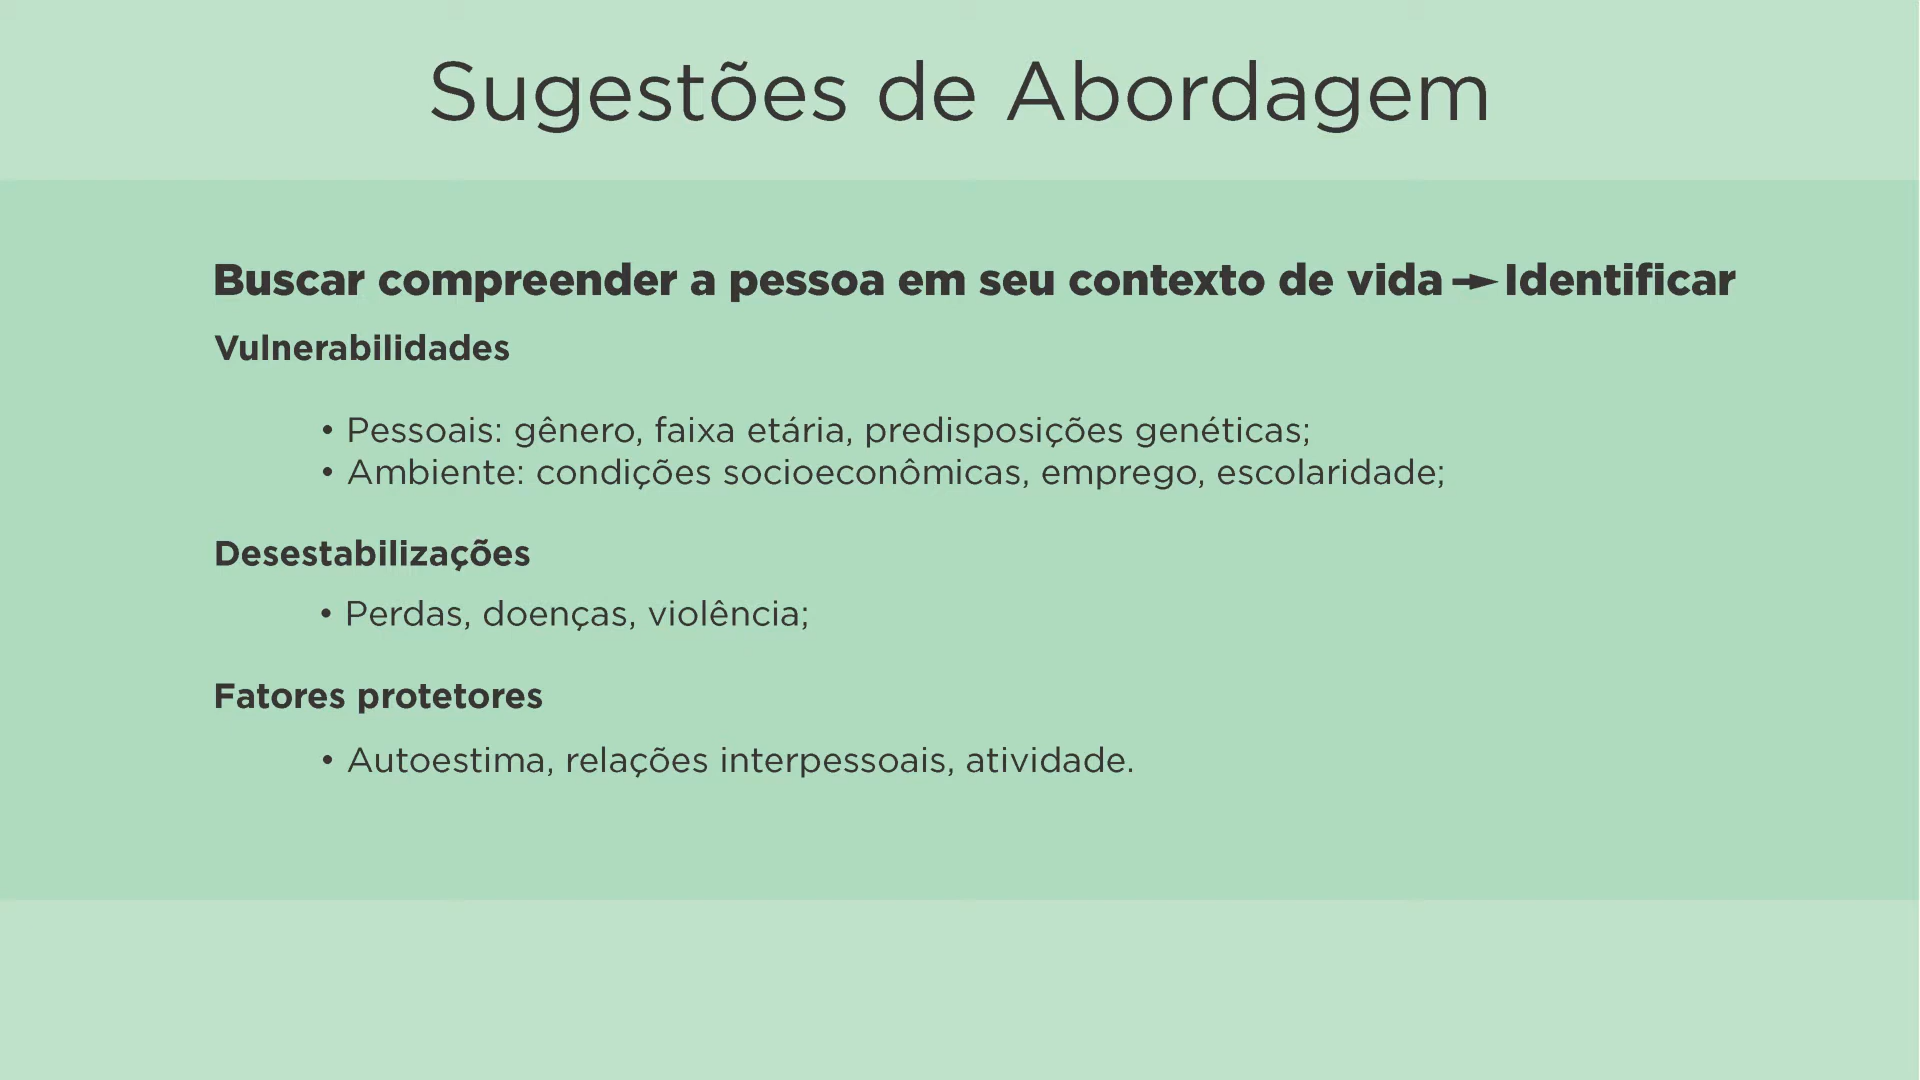 Sugestões de Abordagem
Buscar compreender a pessoa em seu contexto de vida → Identificar
Vulnerabilidades
• Pessoais: gênero, faixa etária, predisposições genéticas;
• Ambiente: condições socioeconômicas, emprego, escolaridade;
Desestabilizações
• Perdas, doenças, violência;
Fatores protetores
• Autoestima, relações interpessoais, atividade.